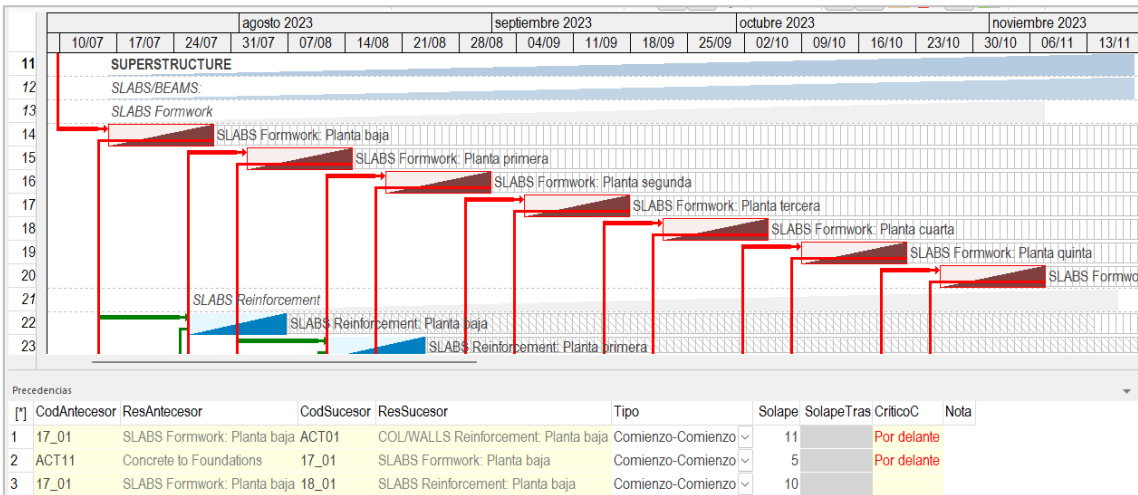 agosto 2023 septiembre 2023 octubre 2023 noviembre 2023
10/07 17/07 24/07 31/07 07/08 14/08 21/08 28/08 04/09 11/09 18/09 25/09 02/10 09/10 16/10 23/10 30/10 06/11 13/11
11 SUPERSTRUCTURE
12 SLABS/BEAMS:
13 SLABS Formwork
14 SLABS Formwork: Planta baja
15 SLABS Formwork: Planta primera
16 SLABS Formwork: Planta segunda
17 SLABS Formwork: Planta tercera
18 SLABS Formwork: Planta cuarta
19 SLABS Formwork: Planta quinta
20 SLABS Formwo
21 SLABS Reinforcement
22 SLABS Reinforcement: Planta baja
23 SLABS Reinforcement: Planta primera
Precedencias
[*] CodAntecesor ResAntecesor CodSucesor ResSucesor Tipo Solape SolapeTras CriticoC Nota
1 17_01 SLABS Formwork: Planta baja ACT01 COL/WALLS Reinforcement: Planta baja Comienzo-Comienzo 11 Por delante
2 ACT11 Concrete to Foundations 17_01 SLABS Formwork: Planta baja Comienzo-Comienzo 5 Por delante
3 17_01 SLABS Formwork: Planta baja 18_01 SLABS Reinforcement: Planta baja Comienzo-Comienzo 10